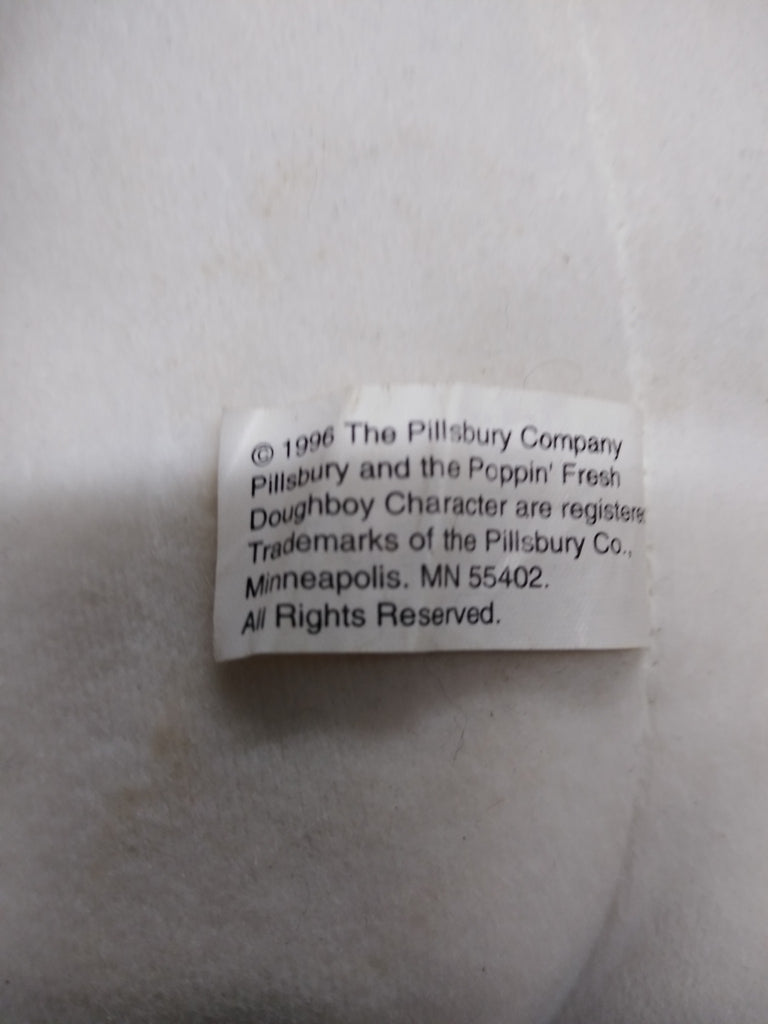 © 1996 The Pillsbury Company
Pillsbury and the Poppin' Fresh
Doughboy Character are registere
Trademarks of the Pillsbury Co.,
Minneapolis. MN 55402.
All Rights Reserved.